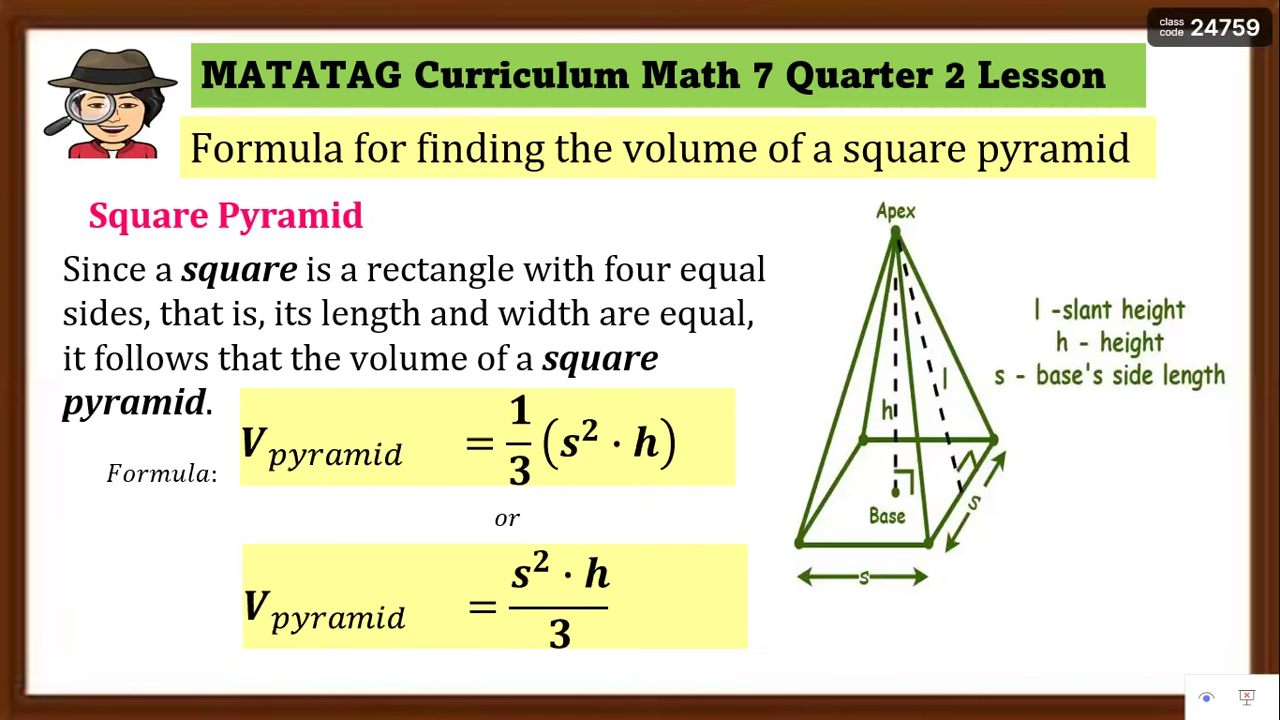 class code 24759
MATATAG Curriculum Math 7 Quarter 2 Lesson
Formula for finding the volume of a square pyramid
Square Pyramid
Since a square is a rectangle with four equal
sides, that is, its length and width are equal,
it follows that the volume of a square
pyramid.
Formula:
V_pyramid = 1/3 (s² · h)
or
V_pyramid = s² · h / 3
Apex
h
l
Base
s
s
l -slant height
h - height
s - base's side length